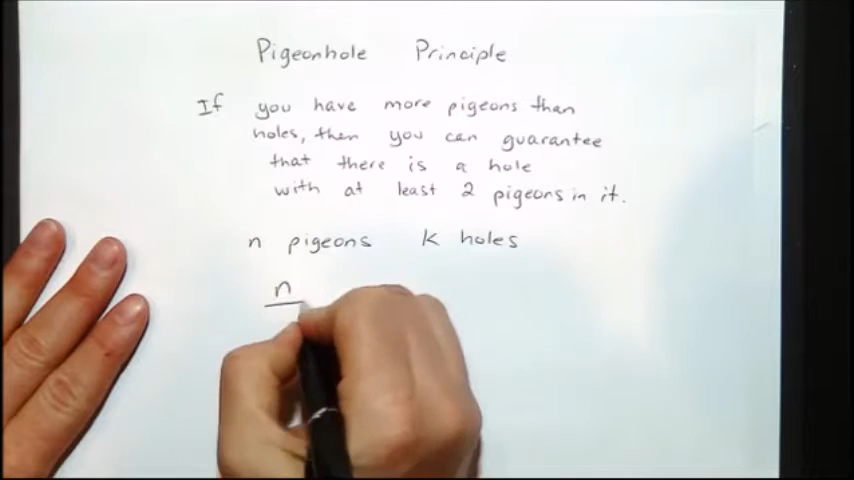 Pigeonhole Principle
If you have more pigeons than
holes, then you can guarantee
that there is a hole
with at least 2 pigeons in it.
n pigeons k holes
n